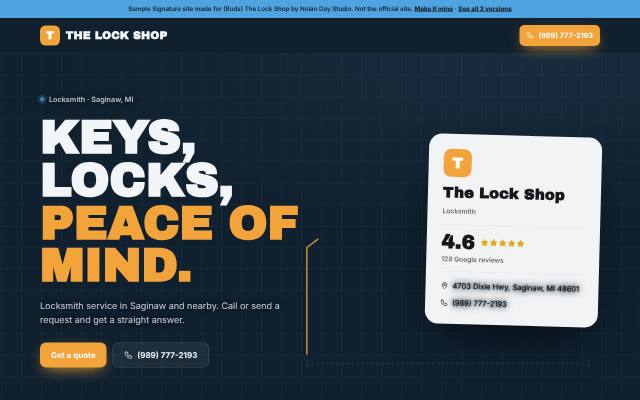 Sample Signature site made for (Buds) The Lock Shop by Nolan Day Studio. Not the official site. Make it mine · See all 3 versions
T THE LOCK SHOP
(989) 777-2193
Locksmith · Saginaw, MI
KEYS,
LOCKS,
PEACE OF
MIND.
Locksmith service in Saginaw and nearby. Call or send a
request and get a straight answer.
Get a quote
(989) 777-2193
T
The Lock Shop
Locksmith
4.6
128 Google reviews
4703 Dixie Hwy, Saginaw, MI 48601
(989) 777-2193